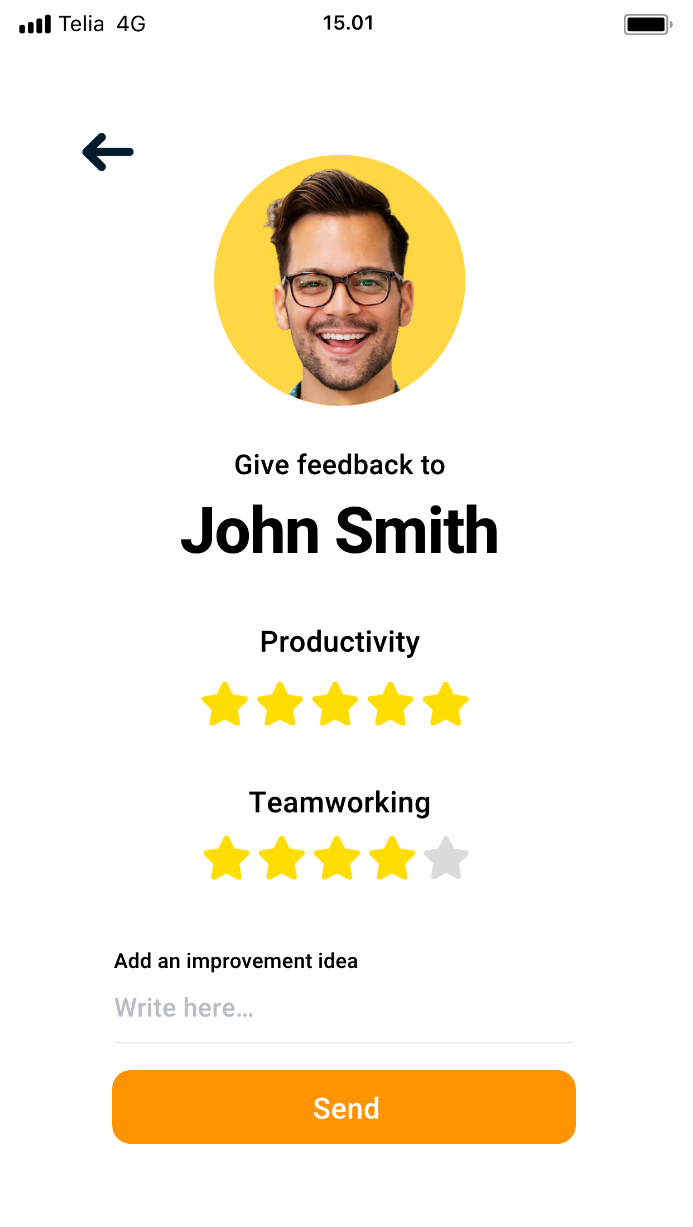 Telia 4G 15.01
Give feedback to
John Smith
Productivity
Teamworking
Add an improvement idea
Write here...
Send